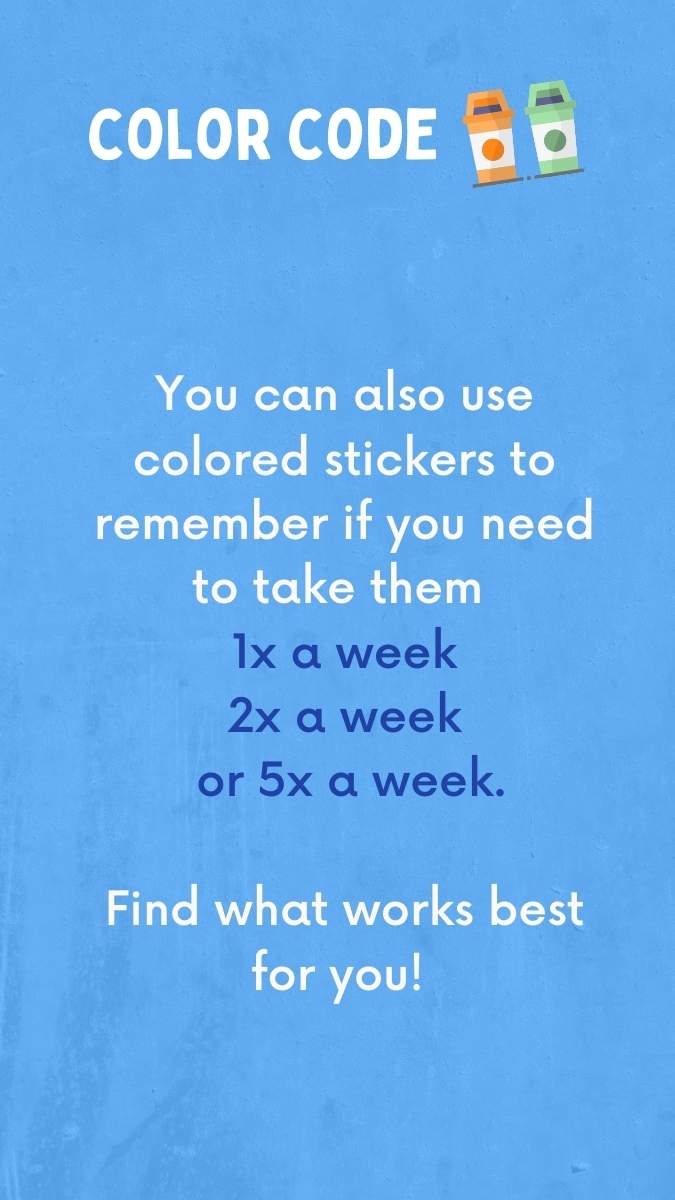 COLOR CODE
You can also use
colored stickers to
remember if you need
to take them
1x a week
2x a week
or 5x a week.
Find what works best
for you!